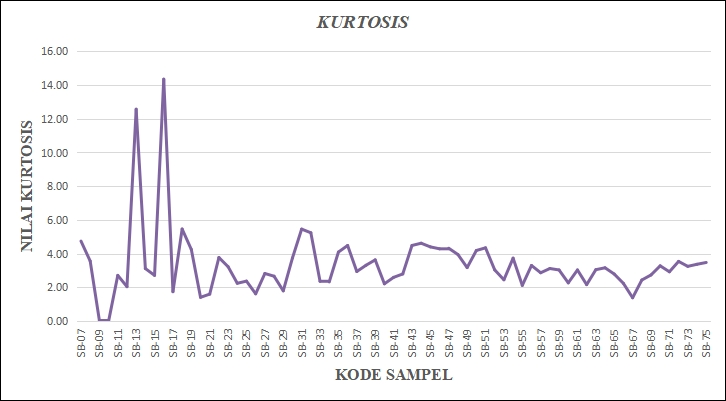 KURTOSIS
NILAI KURTOSIS
16.00
14.00
12.00
10.00
8.00
6.00
4.00
2.00
0.00
SB-07
SB-09
SB-11
SB-13
SB-15
SB-17
SB-19
SB-21
SB-23
SB-25
SB-27
SB-29
SB-31
SB-33
SB-35
SB-37
SB-39
SB-41
SB-43
SB-45
SB-47
SB-49
SB-51
SB-53
SB-55
SB-57
SB-59
SB-61
SB-63
SB-65
SB-67
SB-69
SB-71
SB-73
SB-75
KODE SAMPEL